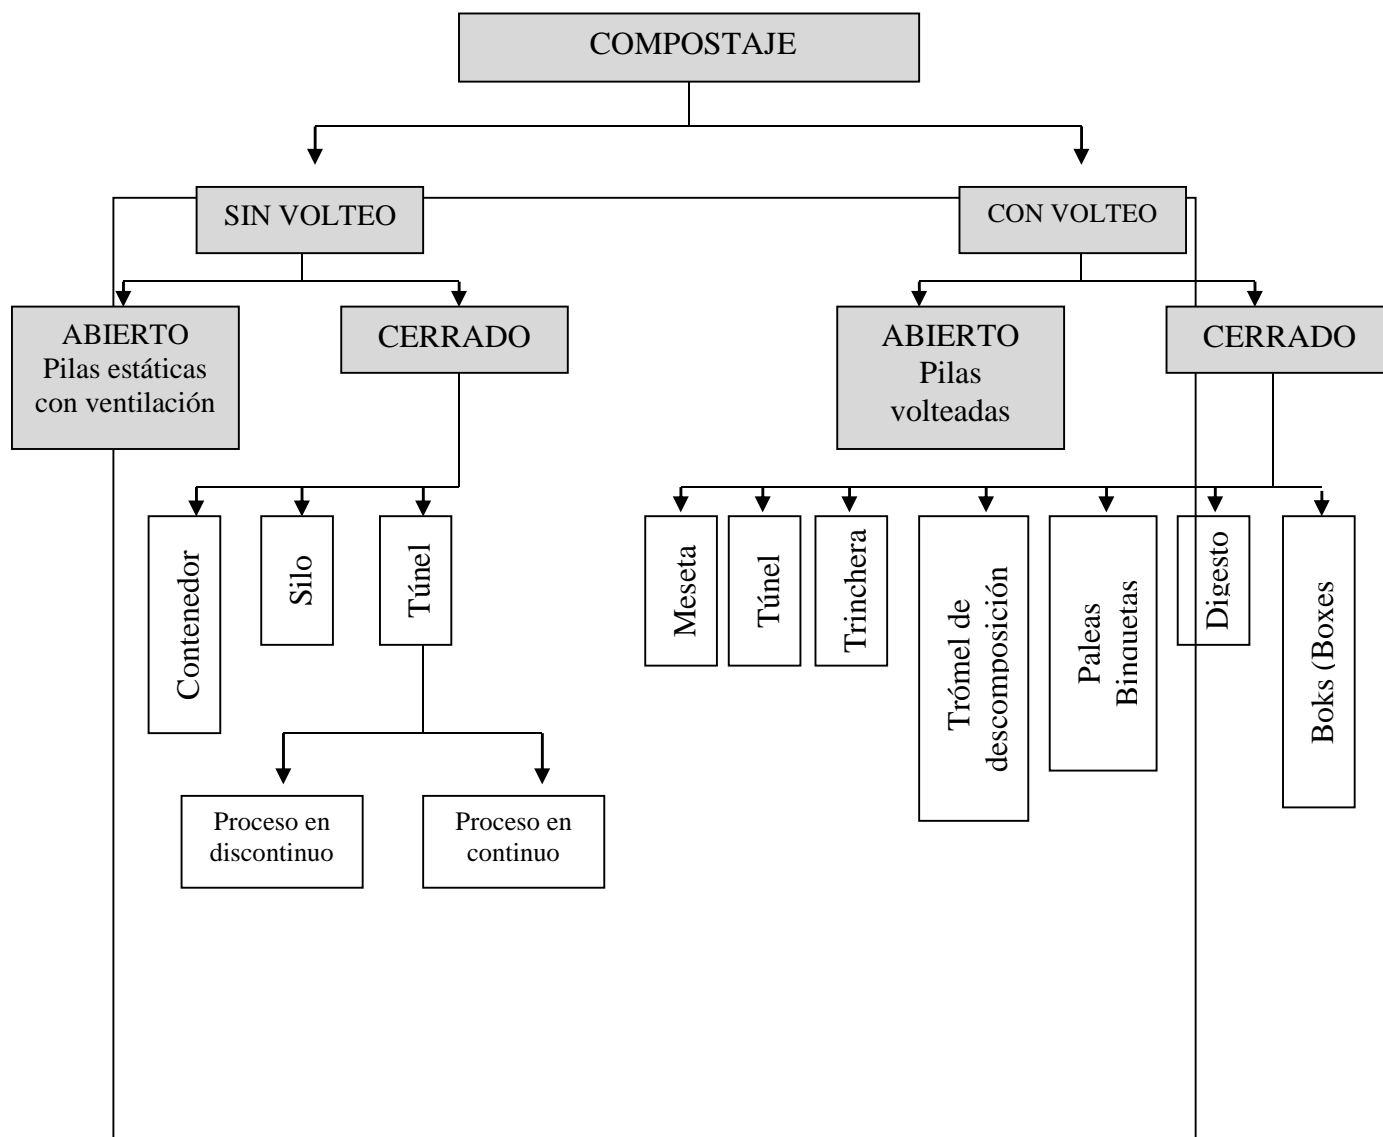 COMPOSTAJE
SIN VOLTEO
CON VOLTEO
ABIERTO
Pilas estáticas
con ventilación
CERRADO
ABIERTO
Pilas
volteadas
CERRADO
Contenedor
Silo
Túnel
Meseta
Túnel
Trinchera
Trómel de
descomposición
Paleas
Binquetas
Digesto
Boks (Boxes
Proceso en
discontinuo
Proceso en
continuo